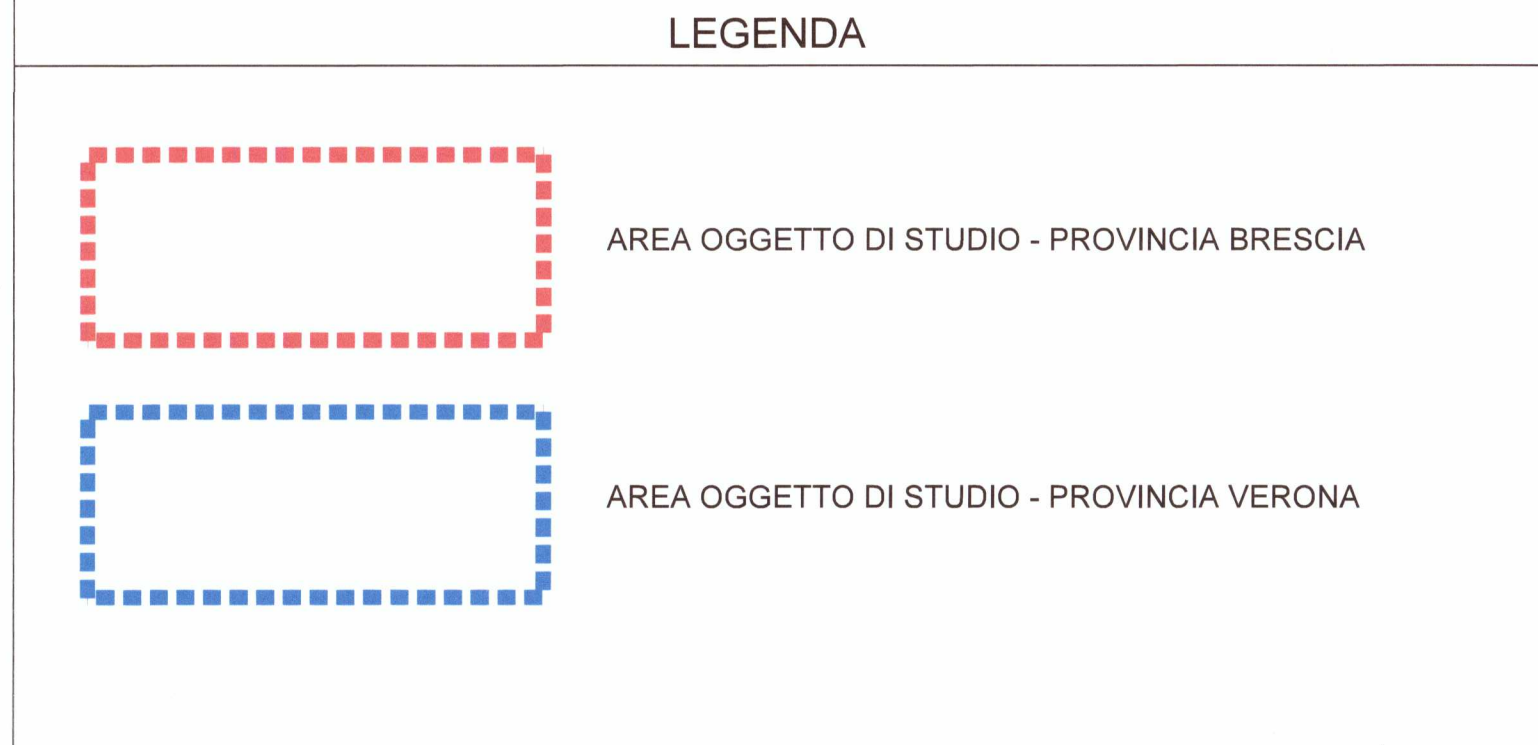 LEGENDA
AREA OGGETTO DI STUDIO - PROVINCIA BRESCIA
AREA OGGETTO DI STUDIO - PROVINCIA VERONA